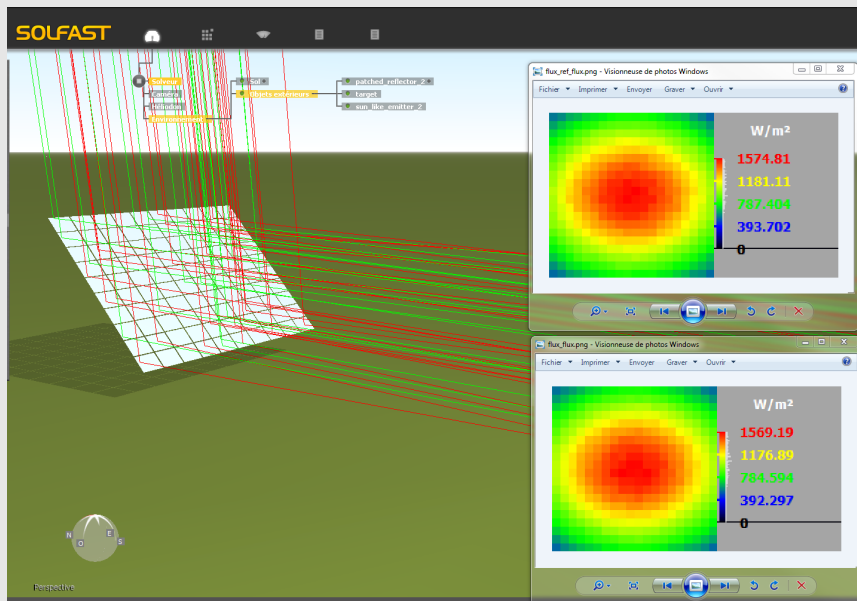 SOLFAST
Solveur
Caméra
Héliodon
Environnement
Sol
Objets extérieurs
patched_reflector_2
target
sun_like_emitter_2
flux_ref_flux.png - Visionneuse de photos Windows
Fichier Imprimer Envoyer Graver Ouvrir
W/m²
1574.81
1181.11
787.404
393.702
0
flux_flux.png - Visionneuse de photos Windows
Fichier Imprimer Envoyer Graver Ouvrir
W/m²
1569.19
1176.89
784.594
392.297
0
N
E
O
S
Perspective